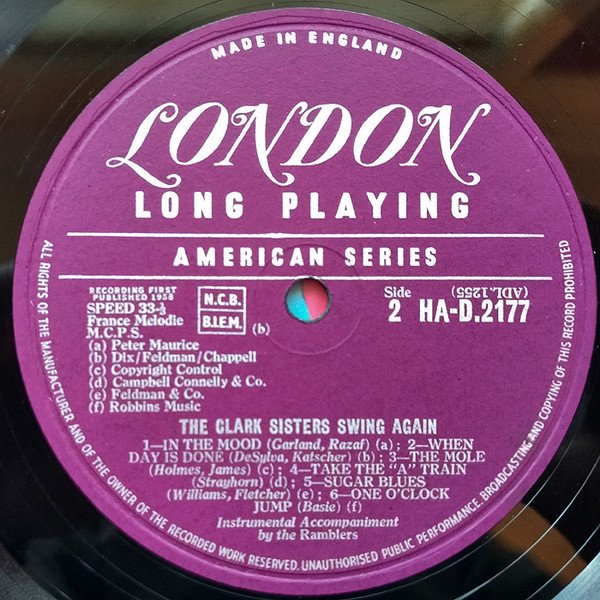 MADE IN ENGLAND
LONDON
LONG PLAYING
AMERICAN SERIES
RECORDING FIRST
PUBLISHED 1958
SPEED 33-⅓
France Melodie
M.C.P.S.
N.C.B.
B.I.E.M.
(b)
(a) Peter Maurice
(b) Dix/Feldman/Chappell
(c) Copyright Control
(d) Campbell Connelly & Co.
(e) Feldman & Co.
(f) Robbins Music
Side
2 HA-D.2177
(ADL.1255)
THE CLARK SISTERS SWING AGAIN
1—IN THE MOOD (Garland, Razaf) (a); 2—WHEN
DAY IS DONE (DeSylva, Katscher) (b); 3—THE MOLE
(Holmes, James) (c); 4—TAKE THE "A" TRAIN
(Strayhorn) (d); 5—SUGAR BLUES
(Williams, Fletcher) (e); 6—ONE O'CLOCK
JUMP (Basie) (f)
Instrumental Accompaniment
by the Ramblers
ALL RIGHTS OF THE MANUFACTURER AND OF THE OWNER OF THE RECORDED WORK RESERVED. UNAUTHORISED PUBLIC PERFORMANCE, BROADCASTING AND COPYING OF THIS RECORD PROHIBITED